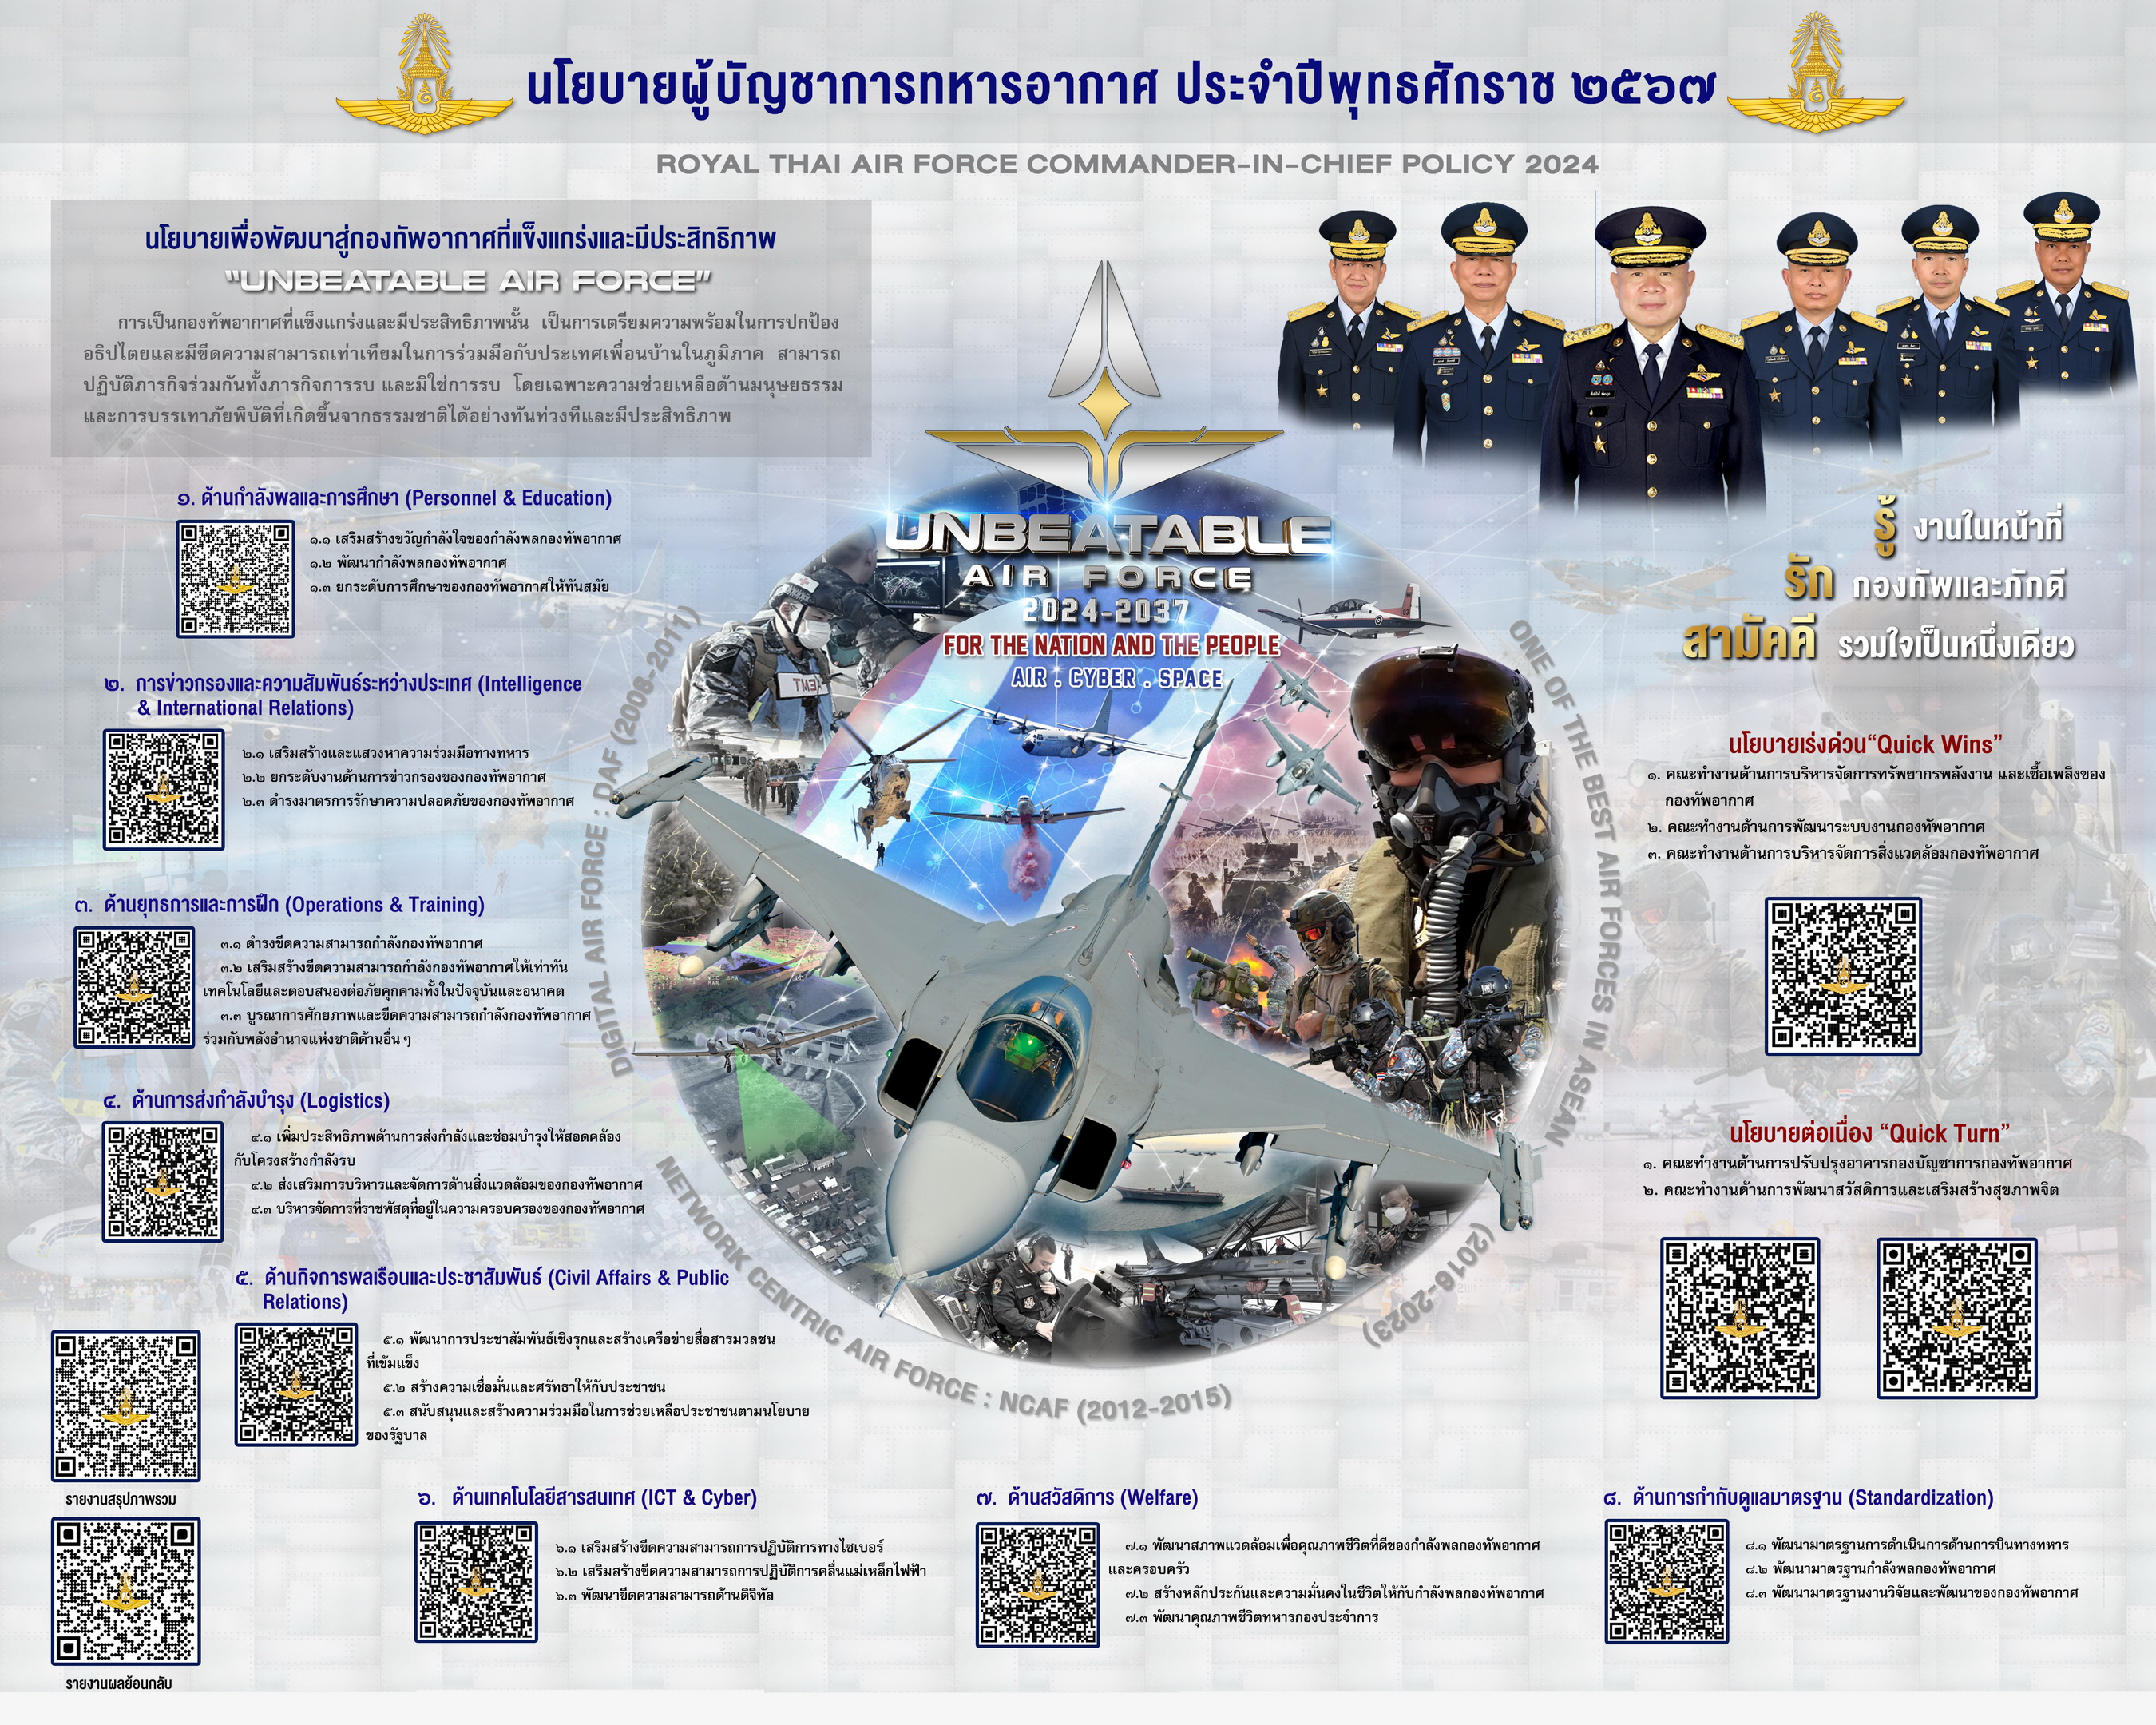 นโยบายผู้บัญชาการทหารอากาศ ประจำปีพุทธศักราช ๒๕๖๗
ROYAL THAI AIR FORCE COMMANDER-IN-CHIEF POLICY 2024
นโยบายเพื่อพัฒนาสู่กองทัพอากาศที่แข็งแกร่งและมีประสิทธิภาพ
"UNBEATABLE AIR FORCE"
การเป็นกองทัพอากาศที่แข็งแกร่งและมีประสิทธิภาพนั้น เป็นการเตรียมความพร้อมในการปกป้อง
อธิปไตยและมีขีดความสามารถเท่าเทียมในการร่วมมือกับประเทศเพื่อนบ้านในภูมิภาค สามารถ
ปฏิบัติภารกิจร่วมกันทั้งภารกิจการรบ และมิใช่การรบ โดยเฉพาะความช่วยเหลือด้านมนุษยธรรม
และการบรรเทาภัยพิบัติที่เกิดขึ้นจากธรรมชาติได้อย่างทันท่วงทีและมีประสิทธิภาพ
๑. ด้านกำลังพลและการศึกษา (Personnel & Education)
๑.๑ เสริมสร้างขวัญกำลังใจของกำลังพลกองทัพอากาศ
๑.๒ พัฒนากำลังพลกองทัพอากาศ
๑.๓ ยกระดับการศึกษาของกองทัพอากาศให้ทันสมัย
๒. การข่าวกรองและความสัมพันธ์ระหว่างประเทศ (Intelligence
& International Relations)
๒.๑ เสริมสร้างและแสวงหาความร่วมมือทางทหาร
๒.๒ ยกระดับงานด้านการข่าวกรองของกองทัพอากาศ
๒.๓ ดำรงมาตรการรักษาความปลอดภัยของกองทัพอากาศ
๓. ด้านยุทธการและการฝึก (Operations & Training)
๓.๑ ดำรงขีดความสามารถกำลังกองทัพอากาศ
๓.๒ เสริมสร้างขีดความสามารถกำลังกองทัพอากาศให้เท่าทัน
เทคโนโลยีและตอบสนองต่อภัยคุกคามทั้งในปัจจุบันและอนาคต
๓.๓ บูรณาการศักยภาพและขีดความสามารถกำลังกองทัพอากาศ
ร่วมกับพลังอำนาจแห่งชาติด้านอื่น ๆ
๔. ด้านการส่งกำลังบำรุง (Logistics)
๔.๑ เพิ่มประสิทธิภาพด้านการส่งกำลังและซ่อมบำรุงให้สอดคล้อง
กับโครงสร้างกำลังรบ
๔.๒ ส่งเสริมการบริหารและจัดการด้านสิ่งแวดล้อมของกองทัพอากาศ
๔.๓ บริหารจัดการที่ราชพัสดุที่อยู่ในความครอบครองของกองทัพอากาศ
๕. ด้านกิจการพลเรือนและประชาสัมพันธ์ (Civil Affairs & Public
Relations)
๕.๑ พัฒนาการประชาสัมพันธ์เชิงรุกและสร้างเครือข่ายสื่อสารมวลชน
ที่เข้มแข็ง
๕.๒ สร้างความเชื่อมั่นและศรัทธาให้กับประชาชน
๕.๓ สนับสนุนและสร้างความร่วมมือในการช่วยเหลือประชาชนตามนโยบาย
ของรัฐบาล
รายงานสรุปภาพรวม
รายงานผลย้อนกลับ
UNBEATABLE
AIR FORCE
2024-2037
FOR THE NATION AND THE PEOPLE
AIR . CYBER . SPACE
DIGITAL AIR FORCE : DAF (2008-2011)
NETWORK CENTRIC AIR FORCE : NCAF (2012-2015)
ONE OF THE BEST AIR FORCES IN ASEAN
(2016-2023)
รู้ งานในหน้าที่
รัก กองทัพและภักดี
สามัคคี รวมใจเป็นหนึ่งเดียว
นโยบายเร่งด่วน“Quick Wins”
๑. คณะทำงานด้านการบริหารจัดการทรัพยากรพลังงาน และเชื้อเพลิงของ
กองทัพอากาศ
๒. คณะทำงานด้านการพัฒนาระบบงานกองทัพอากาศ
๓. คณะทำงานด้านการบริหารจัดการสิ่งแวดล้อมกองทัพอากาศ
นโยบายต่อเนื่อง “Quick Turn”
๑. คณะทำงานด้านการปรับปรุงอาคารกองบัญชาการกองทัพอากาศ
๒. คณะทำงานด้านการพัฒนาสวัสดิการและเสริมสร้างสุขภาพจิต
๖. ด้านเทคโนโลยีสารสนเทศ (ICT & Cyber)
๖.๑ เสริมสร้างขีดความสามารถการปฏิบัติการทางไซเบอร์
๖.๒ เสริมสร้างขีดความสามารถการปฏิบัติการคลื่นแม่เหล็กไฟฟ้า
๖.๓ พัฒนาขีดความสามารถด้านดิจิทัล
๗. ด้านสวัสดิการ (Welfare)
๗.๑ พัฒนาสภาพแวดล้อมเพื่อคุณภาพชีวิตที่ดีของกำลังพลกองทัพอากาศ
และครอบครัว
๗.๒ สร้างหลักประกันและความมั่นคงในชีวิตให้กับกำลังพลกองทัพอากาศ
๗.๓ พัฒนาคุณภาพชีวิตทหารกองประจำการ
๘. ด้านการกำกับดูแลมาตรฐาน (Standardization)
๘.๑ พัฒนามาตรฐานการดำเนินการด้านการบินทางทหาร
๘.๒ พัฒนามาตรฐานกำลังพลกองทัพอากาศ
๘.๓ พัฒนามาตรฐานงานวิจัยและพัฒนาของกองทัพอากาศ